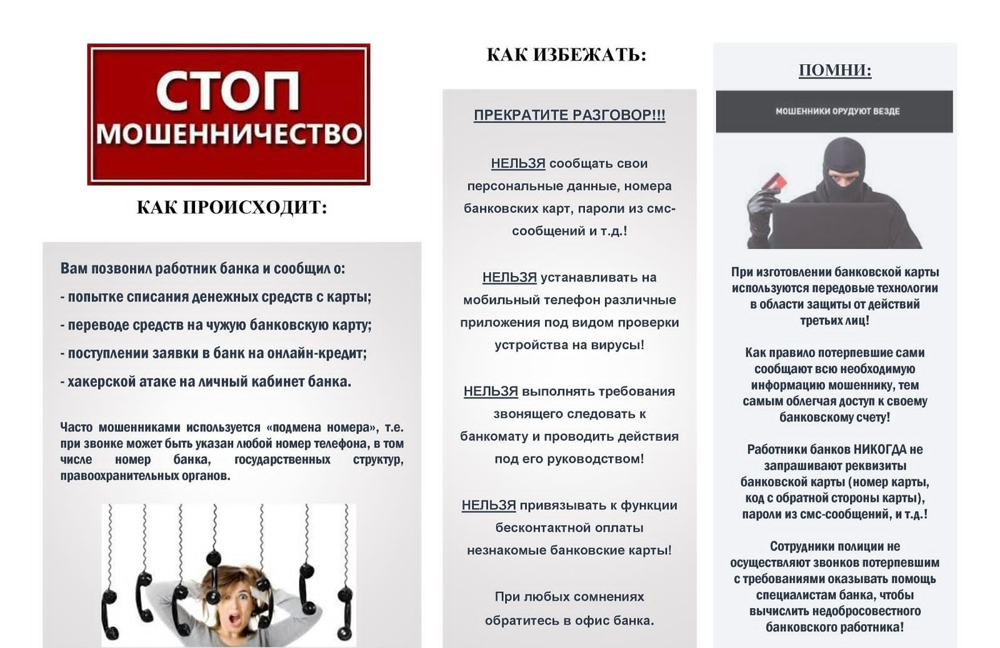 СТОП
МОШЕННИЧЕСТВО
КАК ПРОИСХОДИТ:
Вам позвонил работник банка и сообщил о:
- попытке списания денежных средств с карты;
- переводе средств на чужую банковскую карту;
- поступлении заявки в банк на онлайн-кредит;
- хакерской атаке на личный кабинет банка.
Часто мошенниками используется «подмена номера», т.е.
при звонке может быть указан любой номер телефона, в том
числе номер банка, государственных структур,
правоохранительных органов.
КАК ИЗБЕЖАТЬ:
ПРЕКРАТИТЕ РАЗГОВОР!!!
НЕЛЬЗЯ сообщать свои
персональные данные, номера
банковских карт, пароли из смс-
сообщений и т.д.!
НЕЛЬЗЯ устанавливать на
мобильный телефон различные
приложения под видом проверки
устройства на вирусы!
НЕЛЬЗЯ выполнять требования
звонящего следовать к
банкомату и проводить действия
под его руководством!
НЕЛЬЗЯ привязывать к функции
бесконтактной оплаты
незнакомые банковские карты!
При любых сомнениях
обратитесь в офис банка.
ПОМНИ:
МОШЕННИКИ ОРУДУЮТ ВЕЗДЕ
При изготовлении банковской карты
используются передовые технологии
в области защиты от действий
третьих лиц!
Как правило потерпевшие сами
сообщают всю необходимую
информацию мошеннику, тем
самым облегчая доступ к своему
банковскому счету!
Работники банков НИКОГДА не
запрашивают реквизиты
банковской карты (номер карты,
код с обратной стороны карты),
пароли из смс-сообщений, и т.д.!
Сотрудники полиции не
осуществляют звонков потерпевшим
с требованиями оказывать помощь
специалистам банка, чтобы
вычислить недобросовестного
банковского работника!